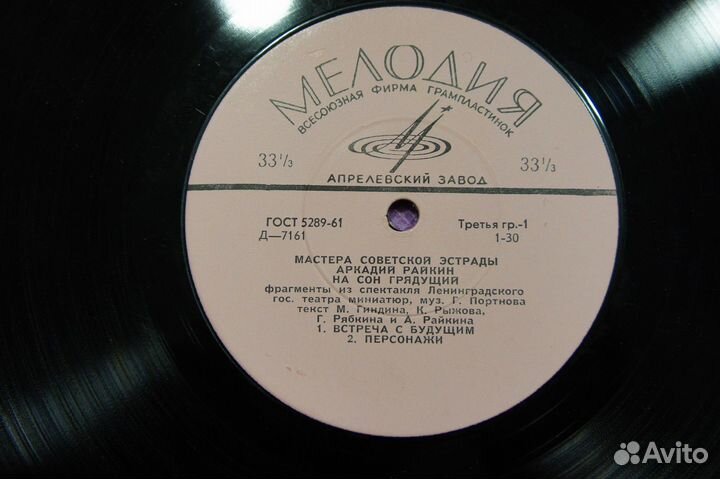 МЕЛОДИЯ
ВСЕСОЮЗНАЯ ФИРМА ГРАМПЛАСТИНОК
33 1/3 33 1/3
АПРЕЛЕВСКИЙ ЗАВОД
ГОСТ 5289-61 Третья гр.-1
Д—7161 1-30
МАСТЕРА СОВЕТСКОЙ ЭСТРАДЫ
АРКАДИЙ РАЙКИН
НА СОН ГРЯДУЩИЙ
фрагменты из спектакля Ленинградского
гос. театра миниатюр, муз. Г. Портнова
текст М. Гиндина, К. Рыжова,
Г. Рябкина и А. Райкина
1. ВСТРЕЧА С БУДУЩИМ
2. ПЕРСОНАЖИ
Avito